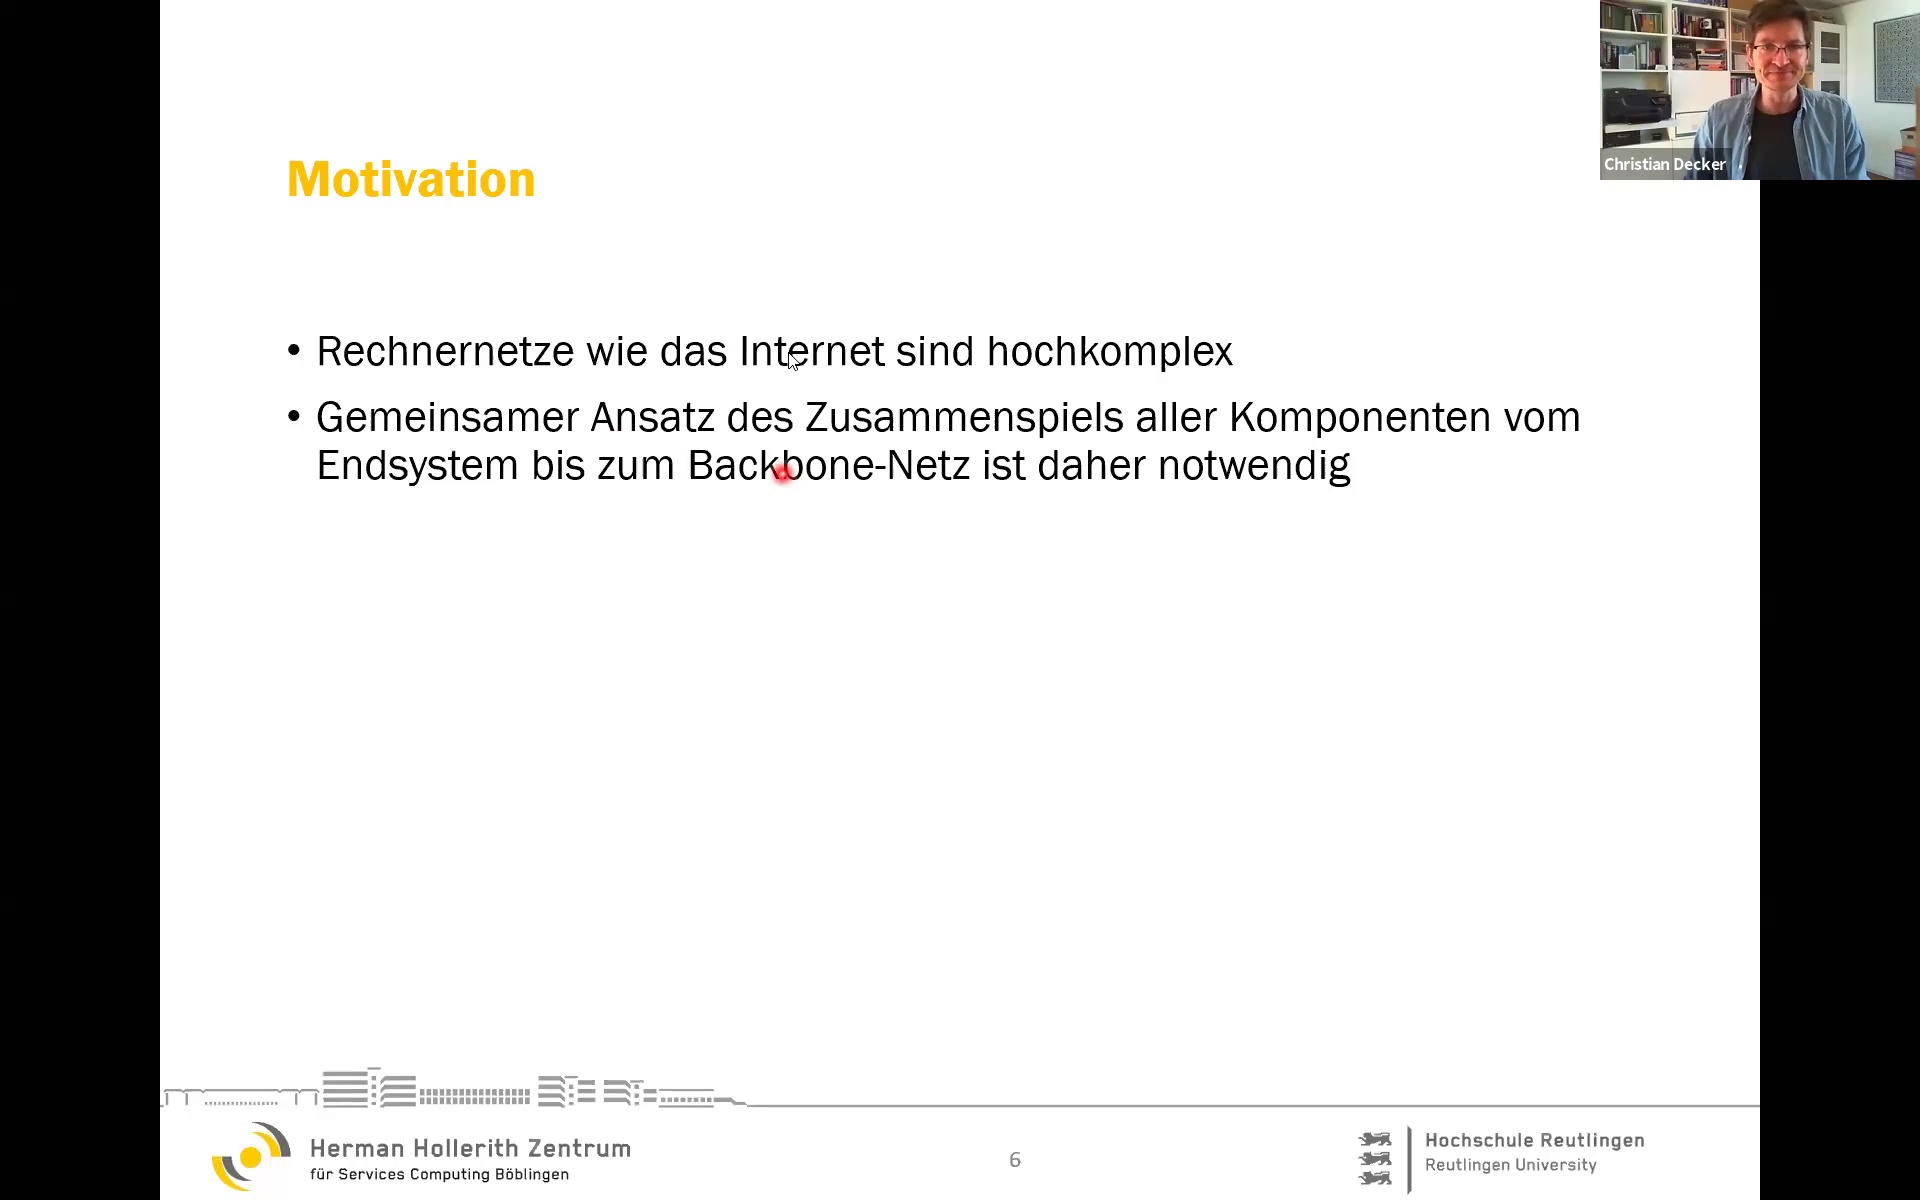 Christian Decker
Motivation
• Rechnernetze wie das Internet sind hochkomplex
• Gemeinsamer Ansatz des Zusammenspiels aller Komponenten vom
Endsystem bis zum Backbone-Netz ist daher notwendig
Herman Hollerith Zentrum
für Services Computing Böblingen
6
Hochschule Reutlingen
Reutlingen University